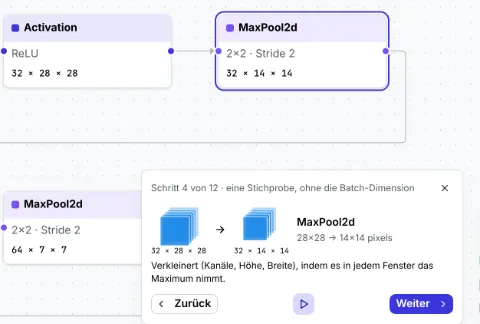 Activation
ReLU
32 × 28 × 28
MaxPool2d
2×2 · Stride 2
32 × 14 × 14
MaxPool2d
2×2 · Stride 2
64 × 7 × 7
Schritt 4 von 12 · eine Stichprobe, ohne die Batch-Dimension
32 × 28 × 28
32 × 14 × 14
MaxPool2d
28×28 → 14×14 pixels
Verkleinert (Kanäle, Höhe, Breite), indem es in jedem Fenster das
Maximum nimmt.
Zurück
Weiter